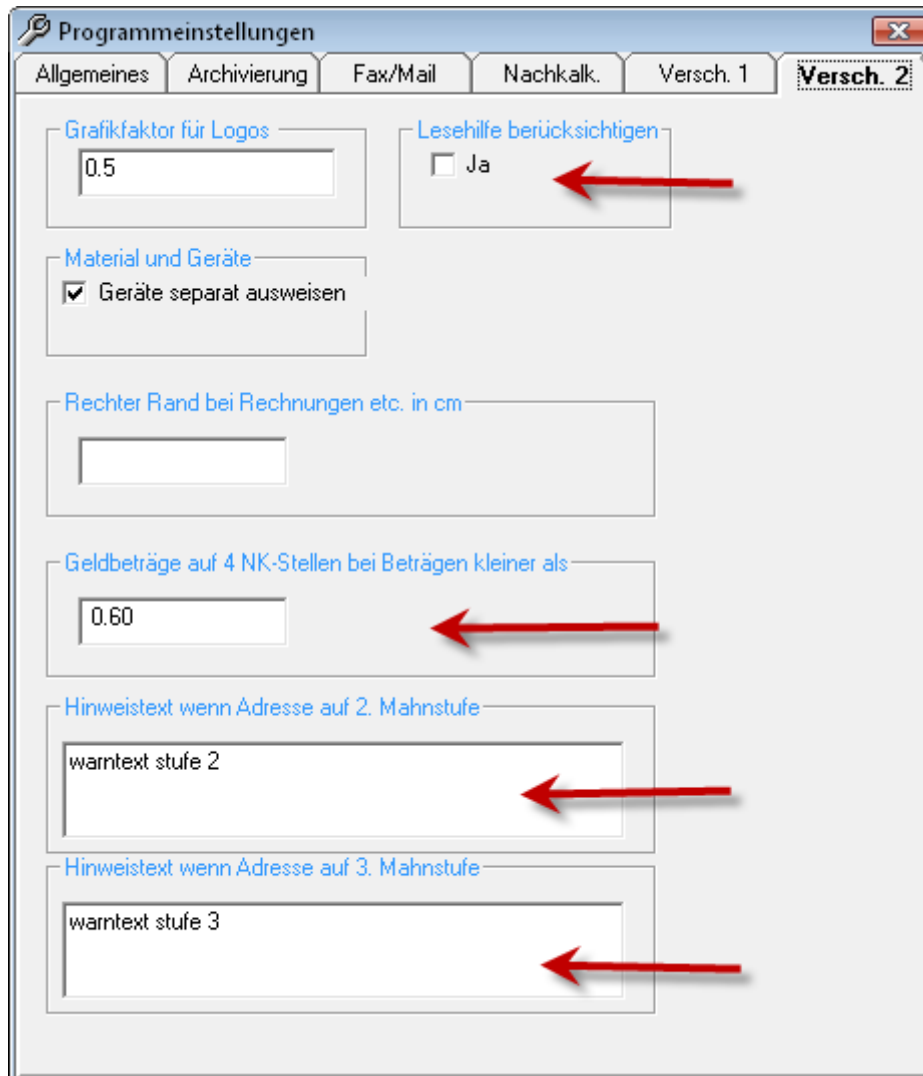 Programmeinstellungen
Allgemeines Archivierung Fax/Mail Nachkalk. Versch. 1 Versch. 2
Grafikfaktor für Logos
0.5
Lesehilfe berücksichtigen
Ja
Material und Geräte
Geräte separat ausweisen
Rechter Rand bei Rechnungen etc. in cm
Geldbeträge auf 4 NK-Stellen bei Beträgen kleiner als
0.60
Hinweistext wenn Adresse auf 2. Mahnstufe
warntext stufe 2
Hinweistext wenn Adresse auf 3. Mahnstufe
warntext stufe 3